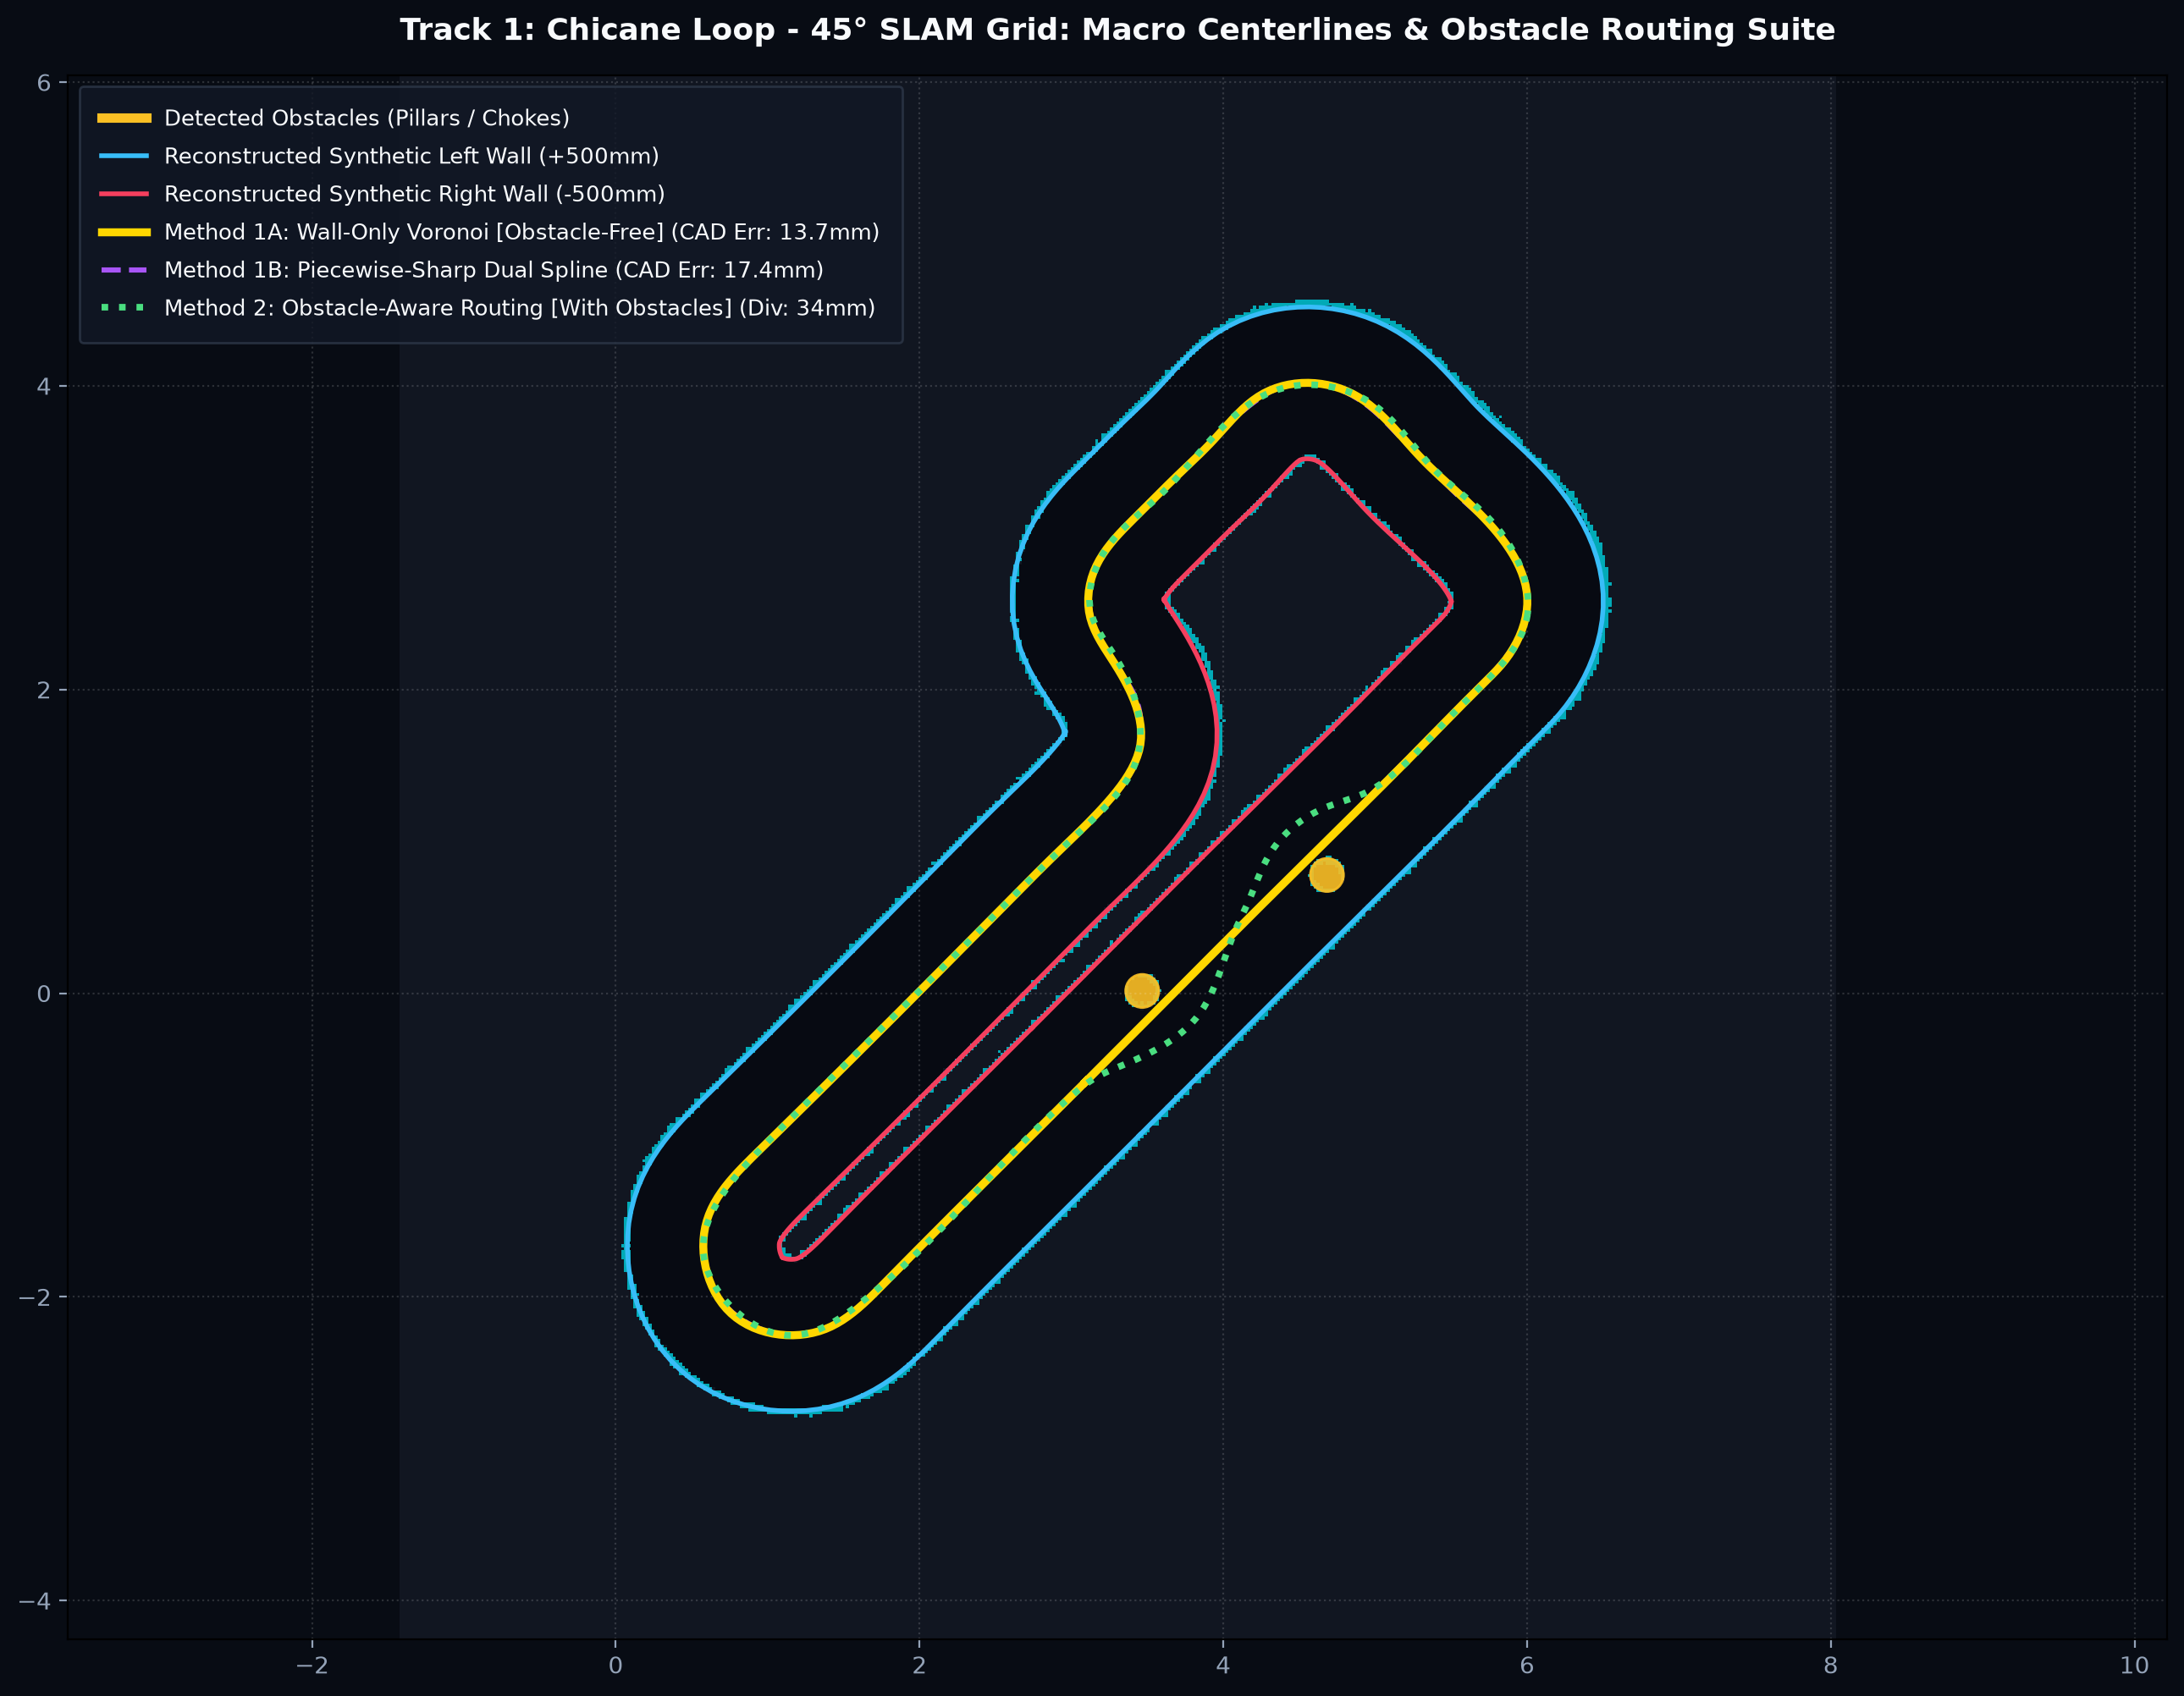 Track 1: Chicane Loop - 45° SLAM Grid: Macro Centerlines & Obstacle Routing Suite
6
Detected Obstacles (Pillars / Chokes)
Reconstructed Synthetic Left Wall (+500mm)
Reconstructed Synthetic Right Wall (-500mm)
Method 1A: Wall-Only Voronoi [Obstacle-Free] (CAD Err: 13.7mm)
Method 1B: Piecewise-Sharp Dual Spline (CAD Err: 17.4mm)
Method 2: Obstacle-Aware Routing [With Obstacles] (Div: 34mm)
4
2
0
−2
−4
−2 0 2 4 6 8 10